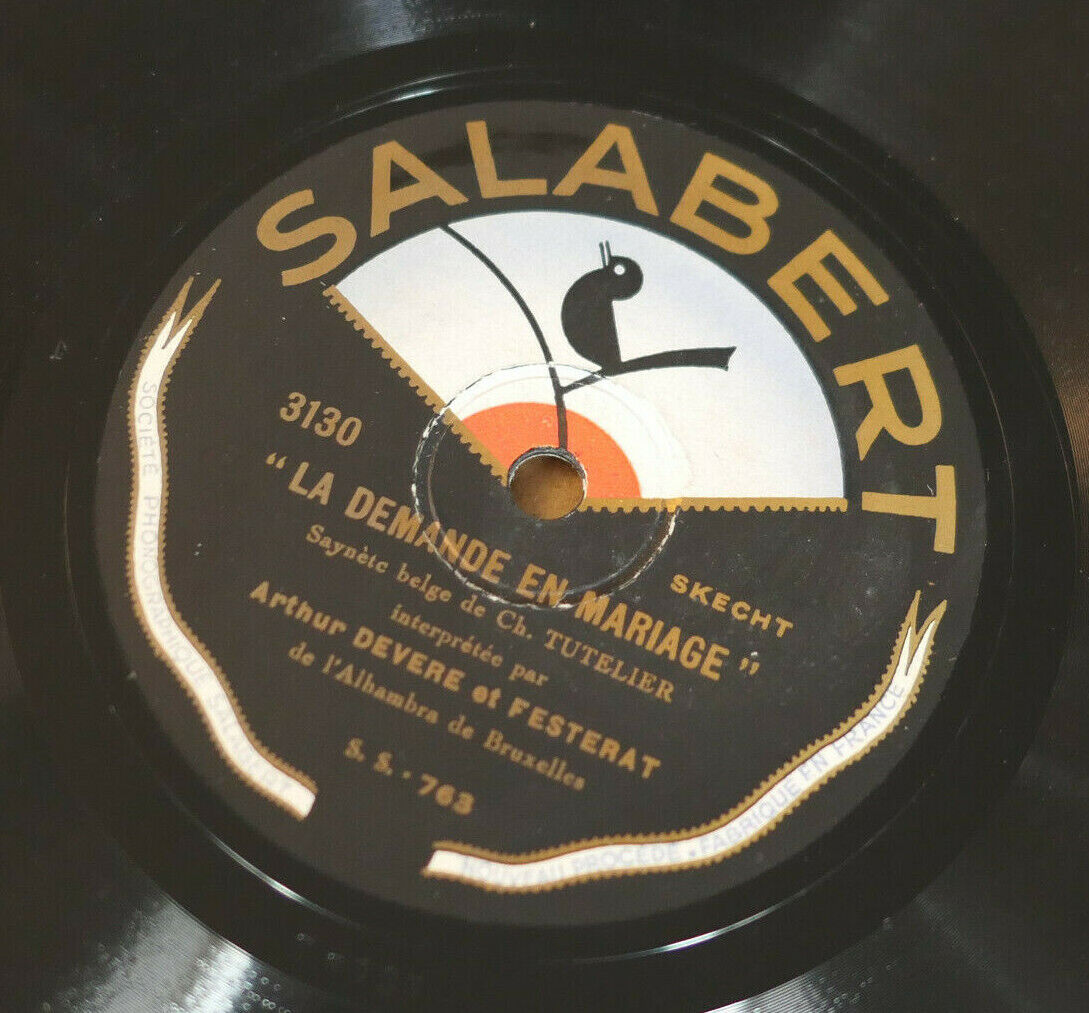 SALABERT
3130
"LA DEMANDE EN MARIAGE"
SKECHT
Saynète belge de Ch. TUTELIER
interprétée par
Arthur DEVERE et FESTERAT
de l'Alhambra de Bruxelles
S. S. - 763
SOCIÉTÉ PHONOGRAPHIQUE SALABERT
NOUVEAU PROCÉDÉ • FABRIQUÉ EN FRANCE